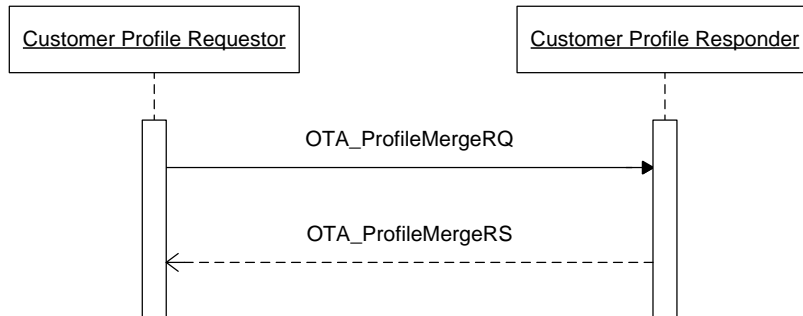 Customer Profile Requestor
Customer Profile Responder
OTA_ProfileMergeRQ
OTA_ProfileMergeRS